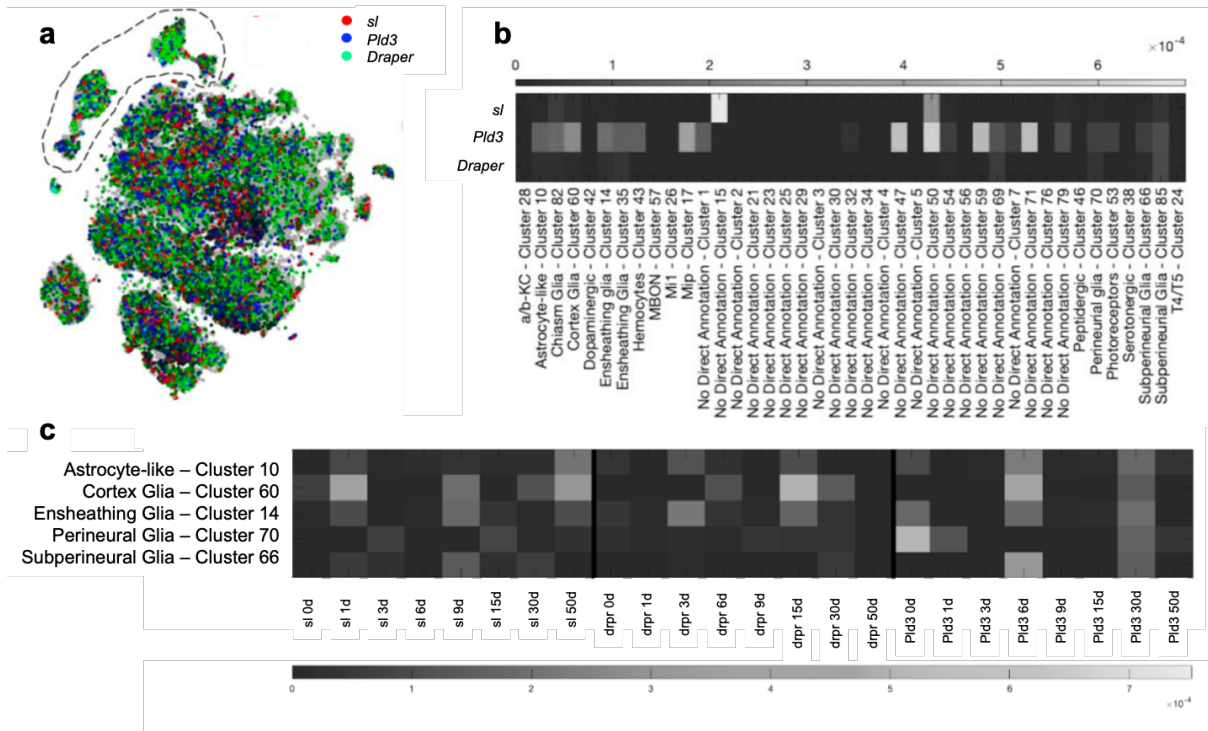 a
sl
Pld3
Draper
b
×10⁻⁴
0 2 4 6
sl
Pld3
Draper
a/b-KC - Cluster 28
Astrocyte-like - Cluster 10
Chiasm Glia - Cluster 82
Cortex Glia - Cluster 60
Dopaminergic - Cluster 42
Ensheathing glia - Cluster 14
Ensheathing Glia - Cluster 35
Hemocytes - Cluster 43
MBON - Cluster 57
Mi1 - Cluster 26
Mip - Cluster 17
No Direct Annotation - Cluster 1
No Direct Annotation - Cluster 15
No Direct Annotation - Cluster 2
No Direct Annotation - Cluster 21
No Direct Annotation - Cluster 23
No Direct Annotation - Cluster 25
No Direct Annotation - Cluster 29
No Direct Annotation - Cluster 3
No Direct Annotation - Cluster 30
No Direct Annotation - Cluster 32
No Direct Annotation - Cluster 34
No Direct Annotation - Cluster 4
No Direct Annotation - Cluster 47
No Direct Annotation - Cluster 5
No Direct Annotation - Cluster 50
No Direct Annotation - Cluster 54
No Direct Annotation - Cluster 56
No Direct Annotation - Cluster 59
No Direct Annotation - Cluster 69
No Direct Annotation - Cluster 7
No Direct Annotation - Cluster 71
No Direct Annotation - Cluster 76
No Direct Annotation - Cluster 79
Peptidergic - Cluster 46
Perineurial glia - Cluster 70
Photoreceptors - Cluster 53
Serotonergic - Cluster 38
Subperineurial Glia - Cluster 66
Subperineurial Glia - Cluster 85
T4/T5 - Cluster 24
c
Astrocyte-like – Cluster 10
Cortex Glia – Cluster 60
Ensheathing Glia – Cluster 14
Perineural Glia – Cluster 70
Subperineural Glia – Cluster 66
sl 0d
sl 1d
sl 3d
sl 6d
sl 9d
sl 15d
sl 30d
sl 50d
drpr 0d
drpr 1d
drpr 3d
drpr 6d
drpr 9d
drpr 15d
drpr 30d
drpr 50d
Pld3 0d
Pld3 1d
Pld3 3d
Pld3 6d
Pld3 9d
Pld3 15d
Pld3 30d
Pld3 50d
0 1 2 3 4 5 6 7
×10⁻⁴